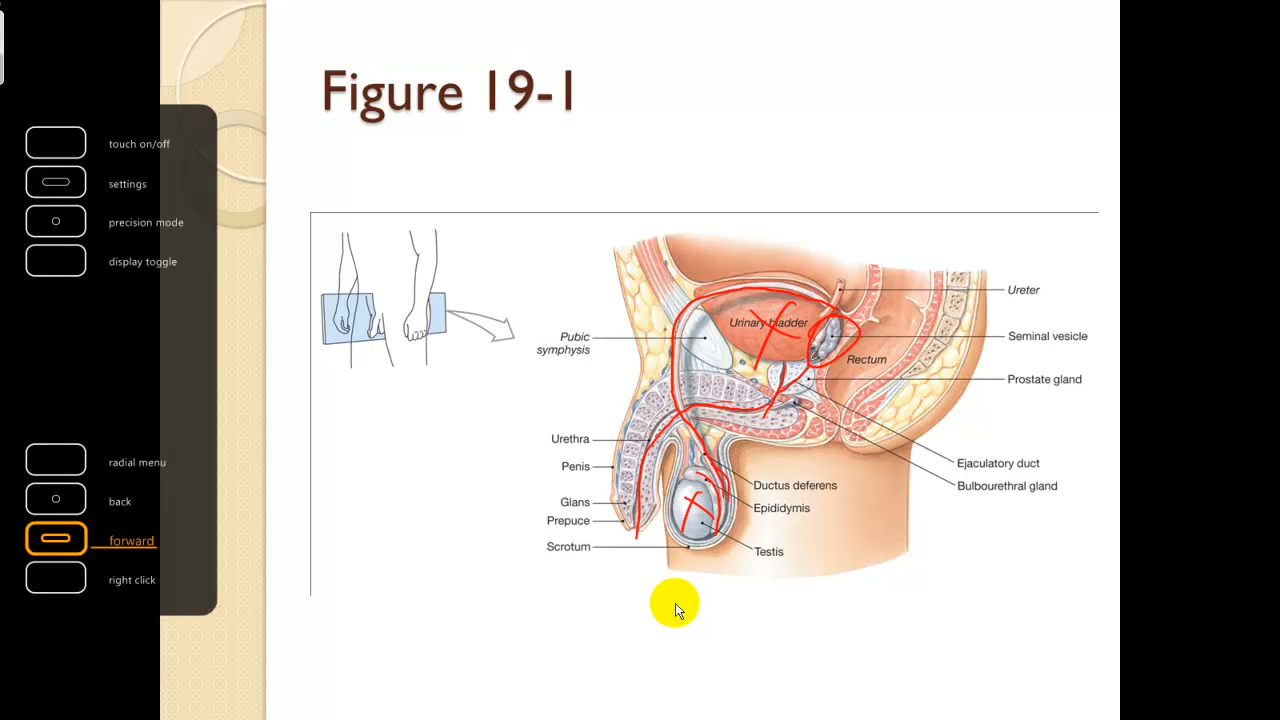 Figure 19-1
touch on/off
settings
precision mode
display toggle
radial menu
back
forward
right click
Pubic
symphysis
Urethra
Penis
Glans
Prepuce
Scrotum
Urinary bladder
Rectum
Ductus deferens
Epididymis
Testis
Ureter
Seminal vesicle
Prostate gland
Ejaculatory duct
Bulbourethral gland